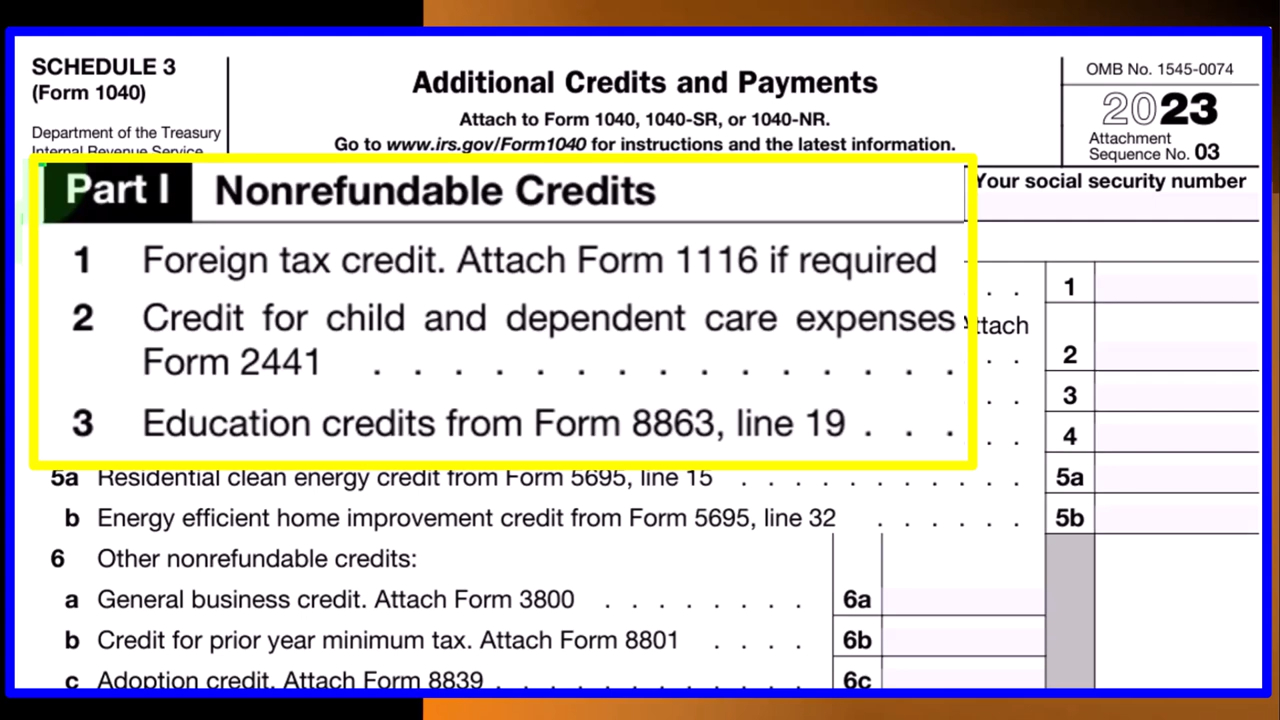 SCHEDULE 3
(Form 1040)
Department of the Treasury
Internal Revenue Service
Additional Credits and Payments
Attach to Form 1040, 1040-SR, or 1040-NR.
Go to www.irs.gov/Form1040 for instructions and the latest information.
OMB No. 1545-0074
2023
Attachment
Sequence No. 03
Your social security number
Part I Nonrefundable Credits
1 Foreign tax credit. Attach Form 1116 if required . . 1
2 Credit for child and dependent care expenses
Form 2441 . . . . . . . . . . . . . . . . . 2
3 Education credits from Form 8863, line 19 . . . . . 3
. . 4
5a Residential clean energy credit from Form 5695, line 15 . . . . . . . . . . . 5a
b Energy efficient home improvement credit from Form 5695, line 32 . . . . . . 5b
6 Other nonrefundable credits:
a General business credit. Attach Form 3800 . . . . . . . . 6a
b Credit for prior year minimum tax. Attach Form 8801 . . . . 6b
c Adoption credit. Attach Form 8839 . . . . . . . . . . . 6c